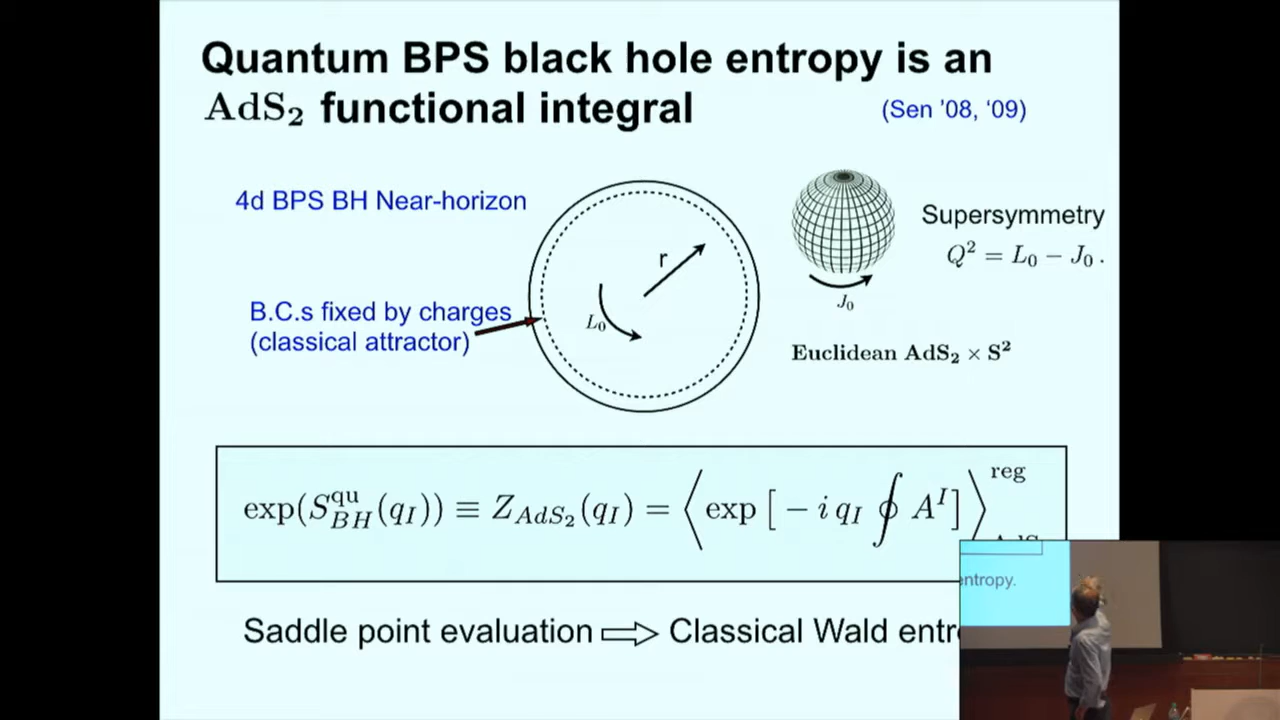 Quantum BPS black hole entropy is an
AdS₂ functional integral
(Sen '08, '09)
4d BPS BH Near-horizon
r
L₀
B.C.s fixed by charges
(classical attractor)
J₀
Supersymmetry
Q² = L₀ − J₀ .
Euclidean AdS₂ × S²
exp(S_{BH}^{qu}(q_I)) ≡ Z_{AdS₂}(q_I) = ⟨exp [ − i q_I ∮ A^I ]⟩^{reg}
Saddle point evaluation ⇒ Classical Wald entr
entropy.